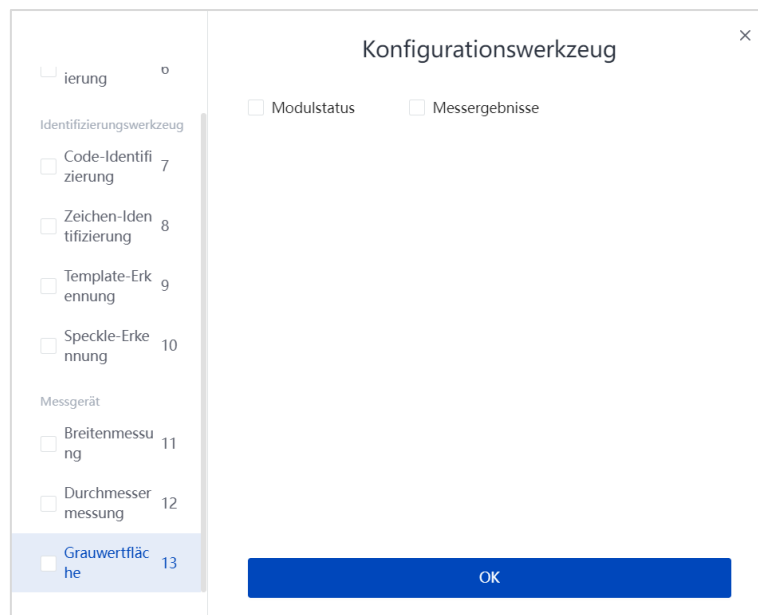 Konfigurationswerkzeug
ierung 6
Identifizierungswerkzeug
Code-Identifi
zierung 7
Zeichen-Iden
tifizierung 8
Template-Erk
ennung 9
Speckle-Erke
nnung 10
Messgerät
Breitenmessu
ng 11
Durchmesser
messung 12
Grauwertfläc
he 13
Modulstatus
Messergebnisse
OK